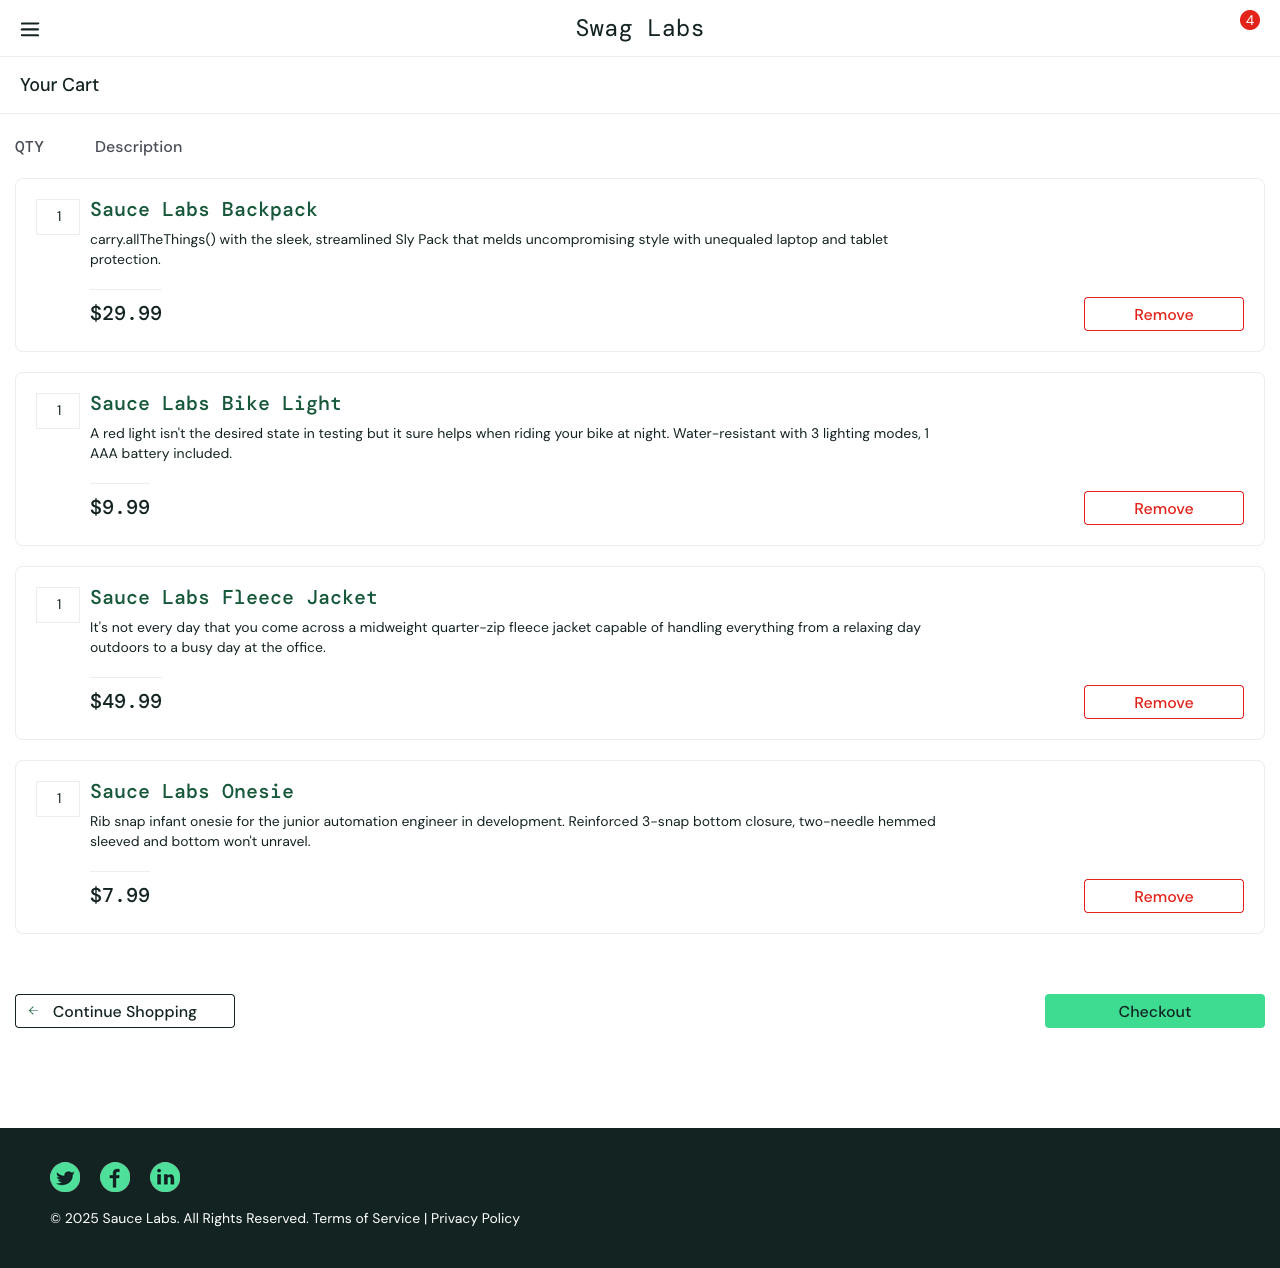 Swag Labs
4
Your Cart
QTY Description
1
Sauce Labs Backpack
carry.allTheThings() with the sleek, streamlined Sly Pack that melds uncompromising style with unequaled laptop and tablet
protection.
$29.99
Remove
1
Sauce Labs Bike Light
A red light isn't the desired state in testing but it sure helps when riding your bike at night. Water-resistant with 3 lighting modes, 1
AAA battery included.
$9.99
Remove
1
Sauce Labs Fleece Jacket
It's not every day that you come across a midweight quarter-zip fleece jacket capable of handling everything from a relaxing day
outdoors to a busy day at the office.
$49.99
Remove
1
Sauce Labs Onesie
Rib snap infant onesie for the junior automation engineer in development. Reinforced 3-snap bottom closure, two-needle hemmed
sleeved and bottom won't unravel.
$7.99
Remove
Continue Shopping
Checkout
© 2025 Sauce Labs. All Rights Reserved. Terms of Service | Privacy Policy